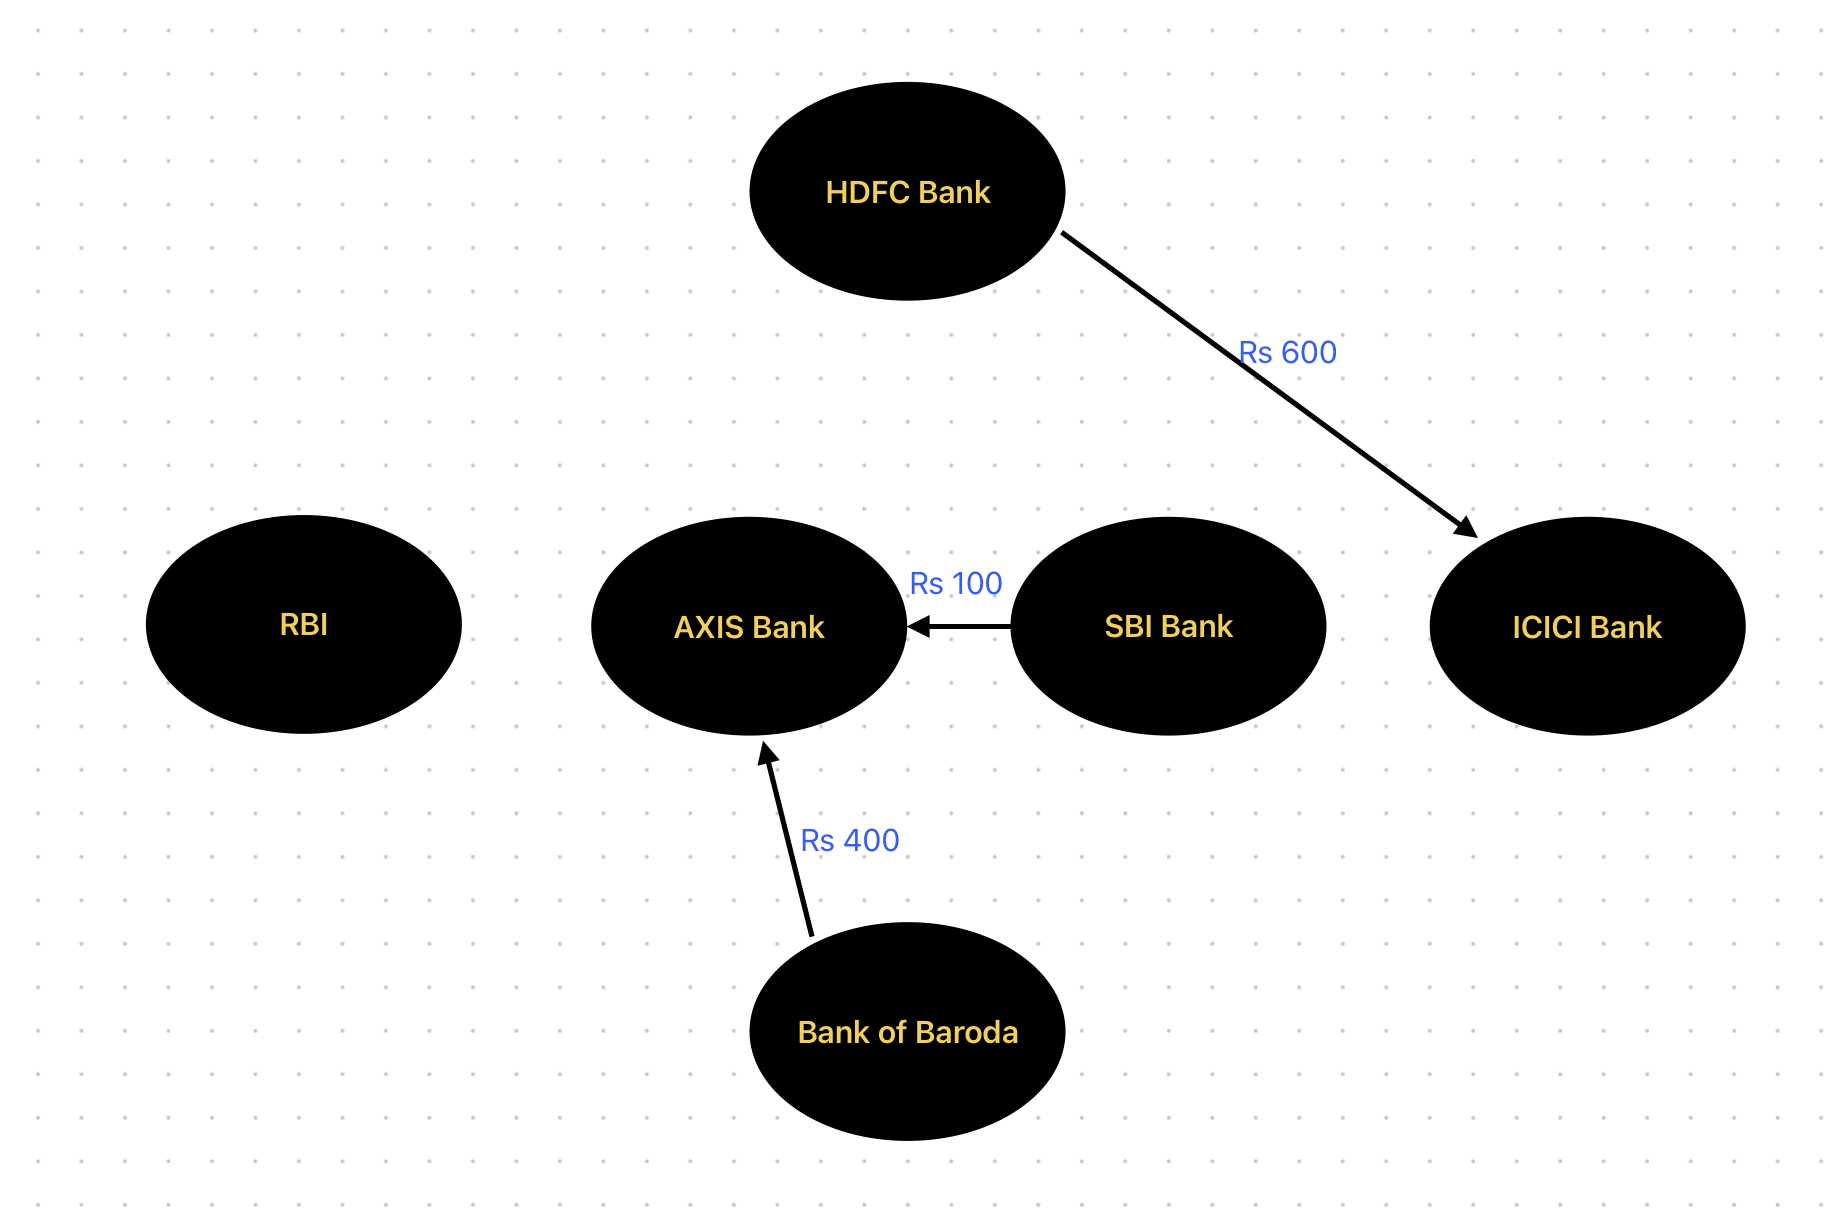 HDFC Bank
Rs 600
RBI
AXIS Bank
Rs 100
SBI Bank
ICICI Bank
Rs 400
Bank of Baroda